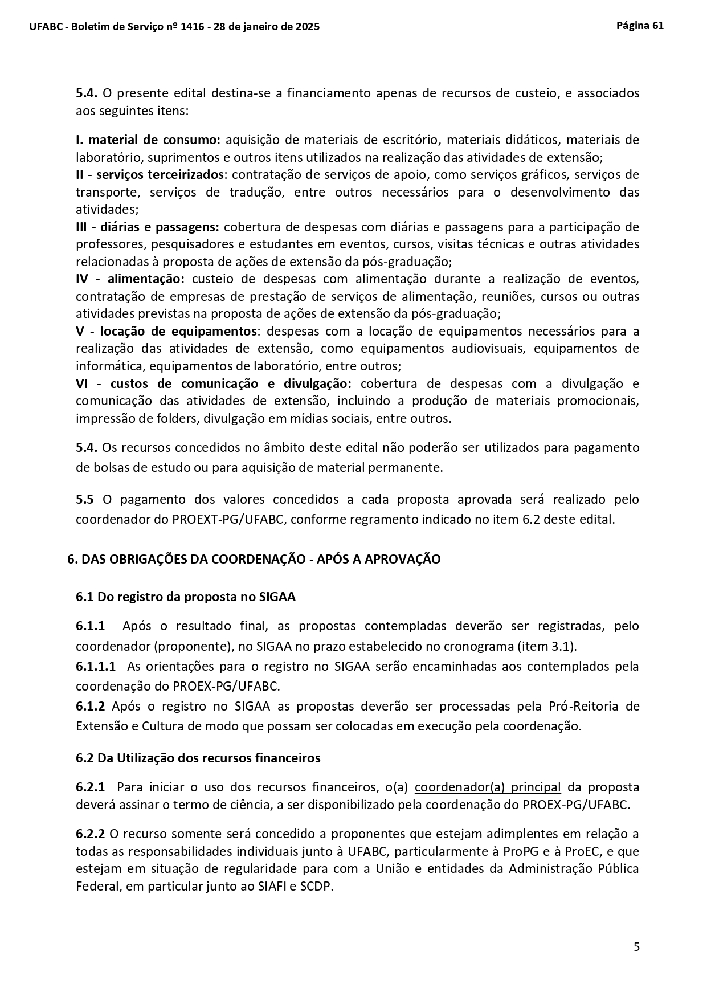 UFABC - Boletim de Serviço nº 1416 - 28 de janeiro de 2025
Página 61
5.4. O presente edital destina-se a financiamento apenas de recursos de custeio, e associados
aos seguintes itens:
I. material de consumo: aquisição de materiais de escritório, materiais didáticos, materiais de
laboratório, suprimentos e outros itens utilizados na realização das atividades de extensão;
II - serviços terceirizados: contratação de serviços de apoio, como serviços gráficos, serviços de
transporte, serviços de tradução, entre outros necessários para o desenvolvimento das
atividades;
III - diárias e passagens: cobertura de despesas com diárias e passagens para a participação de
professores, pesquisadores e estudantes em eventos, cursos, visitas técnicas e outras atividades
relacionadas à proposta de ações de extensão da pós-graduação;
IV - alimentação: custeio de despesas com alimentação durante a realização de eventos,
contratação de empresas de prestação de serviços de alimentação, reuniões, cursos ou outras
atividades previstas na proposta de ações de extensão da pós-graduação;
V - locação de equipamentos: despesas com a locação de equipamentos necessários para a
realização das atividades de extensão, como equipamentos audiovisuais, equipamentos de
informática, equipamentos de laboratório, entre outros;
VI - custos de comunicação e divulgação: cobertura de despesas com a divulgação e
comunicação das atividades de extensão, incluindo a produção de materiais promocionais,
impressão de folders, divulgação em mídias sociais, entre outros.
5.4. Os recursos concedidos no âmbito deste edital não poderão ser utilizados para pagamento
de bolsas de estudo ou para aquisição de material permanente.
5.5 O pagamento dos valores concedidos a cada proposta aprovada será realizado pelo
coordenador do PROEXT-PG/UFABC, conforme regramento indicado no item 6.2 deste edital.
6. DAS OBRIGAÇÕES DA COORDENAÇÃO - APÓS A APROVAÇÃO
6.1 Do registro da proposta no SIGAA
6.1.1 Após o resultado final, as propostas contempladas deverão ser registradas, pelo
coordenador (proponente), no SIGAA no prazo estabelecido no cronograma (item 3.1).
6.1.1.1 As orientações para o registro no SIGAA serão encaminhadas aos contemplados pela
coordenação do PROEX-PG/UFABC.
6.1.2 Após o registro no SIGAA as propostas deverão ser processadas pela Pró-Reitoria de
Extensão e Cultura de modo que possam ser colocadas em execução pela coordenação.
6.2 Da Utilização dos recursos financeiros
6.2.1 Para iniciar o uso dos recursos financeiros, o(a) coordenador(a) principal da proposta
deverá assinar o termo de ciência, a ser disponibilizado pela coordenação do PROEX-PG/UFABC.
6.2.2 O recurso somente será concedido a proponentes que estejam adimplentes em relação a
todas as responsabilidades individuais junto à UFABC, particularmente à ProPG e à ProEC, e que
estejam em situação de regularidade para com a União e entidades da Administração Pública
Federal, em particular junto ao SIAFI e SCDP.
5